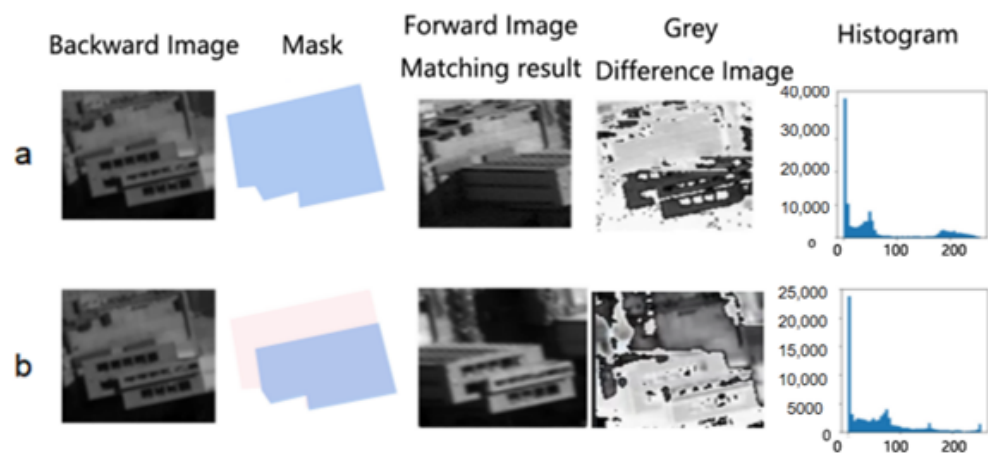 Backward Image
Mask
Forward Image
Matching result
Grey
Difference Image
Histogram
a
40,000
30,000
20,000
10,000
0
0
100
200
b
25,000
20,000
15,000
10,000
5000
0
0
100
200